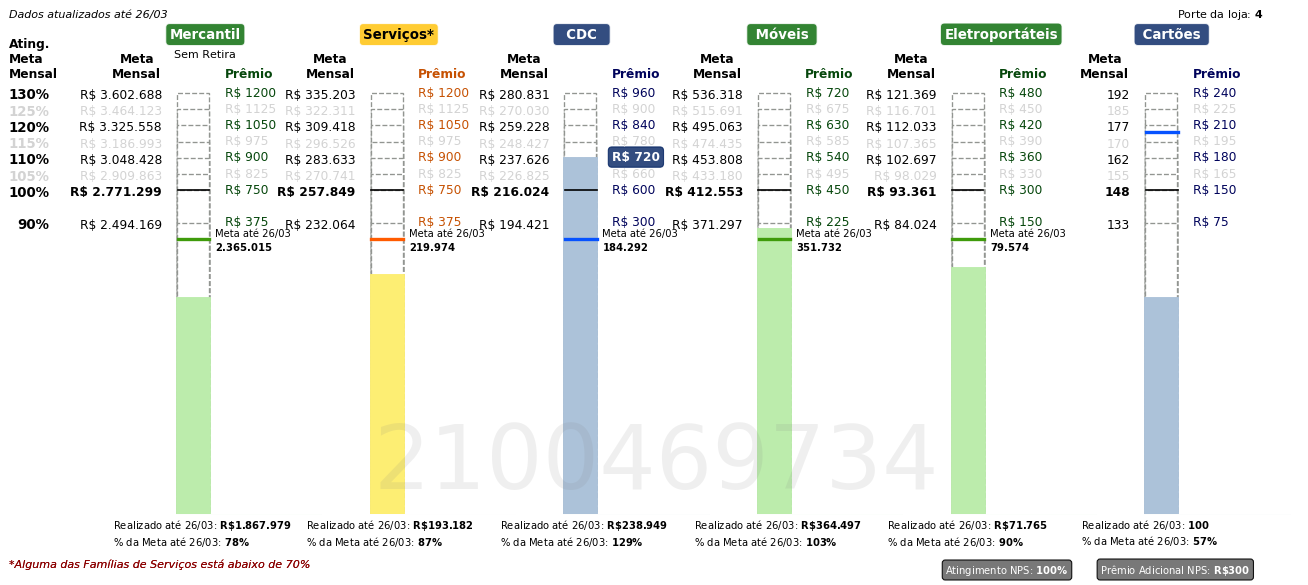 Dados atualizados até 26/03 Porte da loja: 4
Mercantil Serviços* CDC Móveis Eletroportáteis Cartões
Sem Retira
Ating. Meta Mensal Meta Mensal Prêmio Meta Mensal Prêmio Meta Mensal Prêmio Meta Mensal Prêmio Meta Mensal Prêmio Meta Mensal Prêmio
130% R$ 3.602.688 R$ 1200 R$ 335.203 R$ 1200 R$ 280.831 R$ 960 R$ 536.318 R$ 720 R$ 121.369 R$ 480 192 R$ 240
125% R$ 3.464.123 R$ 1125 R$ 322.311 R$ 1125 R$ 270.030 R$ 900 R$ 515.691 R$ 675 R$ 116.701 R$ 450 185 R$ 225
120% R$ 3.325.558 R$ 1050 R$ 309.418 R$ 1050 R$ 259.228 R$ 840 R$ 495.063 R$ 630 R$ 112.033 R$ 420 177 R$ 210
115% R$ 3.186.993 R$ 975 R$ 296.526 R$ 975 R$ 248.427 R$ 780 R$ 474.435 R$ 585 R$ 107.365 R$ 390 170 R$ 195
110% R$ 3.048.428 R$ 900 R$ 283.633 R$ 900 R$ 237.626 R$ 720 R$ 453.808 R$ 540 R$ 102.697 R$ 360 162 R$ 180
105% R$ 2.909.863 R$ 825 R$ 270.741 R$ 825 R$ 226.825 R$ 660 R$ 433.180 R$ 495 R$ 98.029 R$ 330 155 R$ 165
100% R$ 2.771.299 R$ 750 R$ 257.849 R$ 750 R$ 216.024 R$ 600 R$ 412.553 R$ 450 R$ 93.361 R$ 300 148 R$ 150
90% R$ 2.494.169 R$ 375 R$ 232.064 R$ 375 R$ 194.421 R$ 300 R$ 371.297 R$ 225 R$ 84.024 R$ 150 133 R$ 75
Meta até 26/03 Meta até 26/03 Meta até 26/03 Meta até 26/03 Meta até 26/03
2.365.015 219.974 184.292 351.732 79.574
2100469734
Realizado até 26/03: R$1.867.979 Realizado até 26/03: R$193.182 Realizado até 26/03: R$238.949 Realizado até 26/03: R$364.497 Realizado até 26/03: R$71.765 Realizado até 26/03: 100
% da Meta até 26/03: 78% % da Meta até 26/03: 87% % da Meta até 26/03: 129% % da Meta até 26/03: 103% % da Meta até 26/03: 90% % da Meta até 26/03: 57%
*Alguma das Famílias de Serviços está abaixo de 70% Atingimento NPS: 100% Prêmio Adicional NPS: R$300